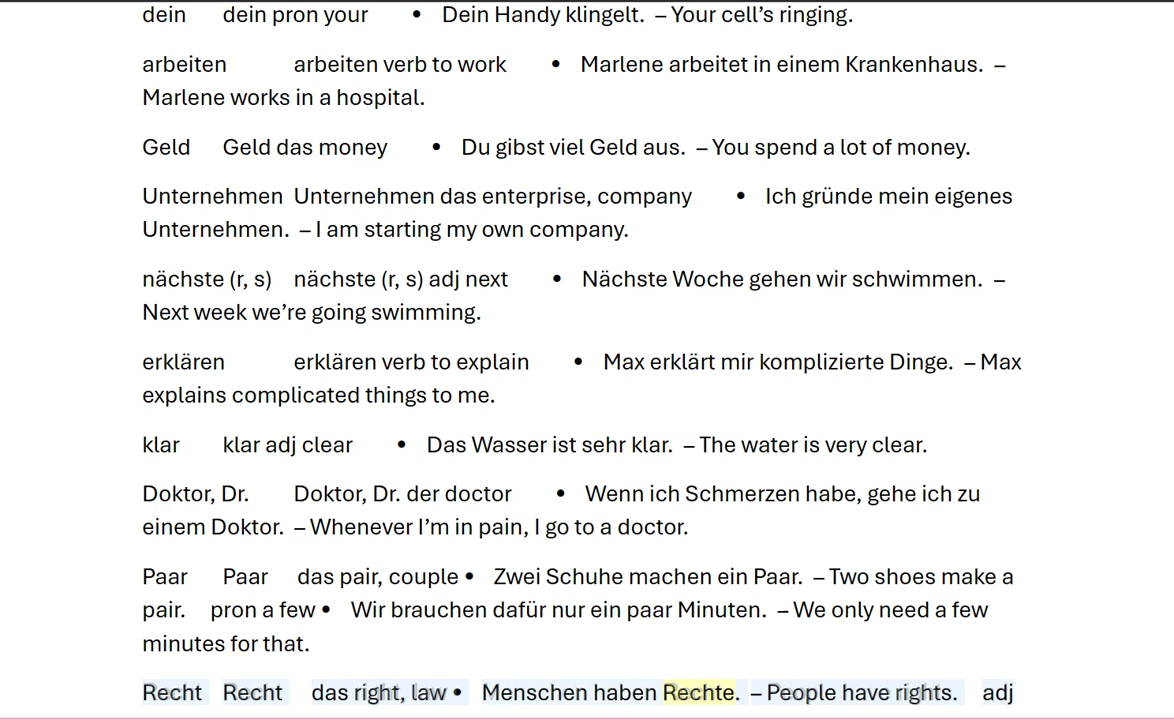 dein dein pron your • Dein Handy klingelt. – Your cell’s ringing.
arbeiten arbeiten verb to work • Marlene arbeitet in einem Krankenhaus. –
Marlene works in a hospital.
Geld Geld das money • Du gibst viel Geld aus. – You spend a lot of money.
Unternehmen Unternehmen das enterprise, company • Ich gründe mein eigenes
Unternehmen. – I am starting my own company.
nächste (r, s) nächste (r, s) adj next • Nächste Woche gehen wir schwimmen. –
Next week we’re going swimming.
erklären erklären verb to explain • Max erklärt mir komplizierte Dinge. – Max
explains complicated things to me.
klar klar adj clear • Das Wasser ist sehr klar. – The water is very clear.
Doktor, Dr. Doktor, Dr. der doctor • Wenn ich Schmerzen habe, gehe ich zu
einem Doktor. – Whenever I’m in pain, I go to a doctor.
Paar Paar das pair, couple • Zwei Schuhe machen ein Paar. – Two shoes make a
pair. pron a few • Wir brauchen dafür nur ein paar Minuten. – We only need a few
minutes for that.
Recht Recht das right, law • Menschen haben Rechte. – People have rights. adj